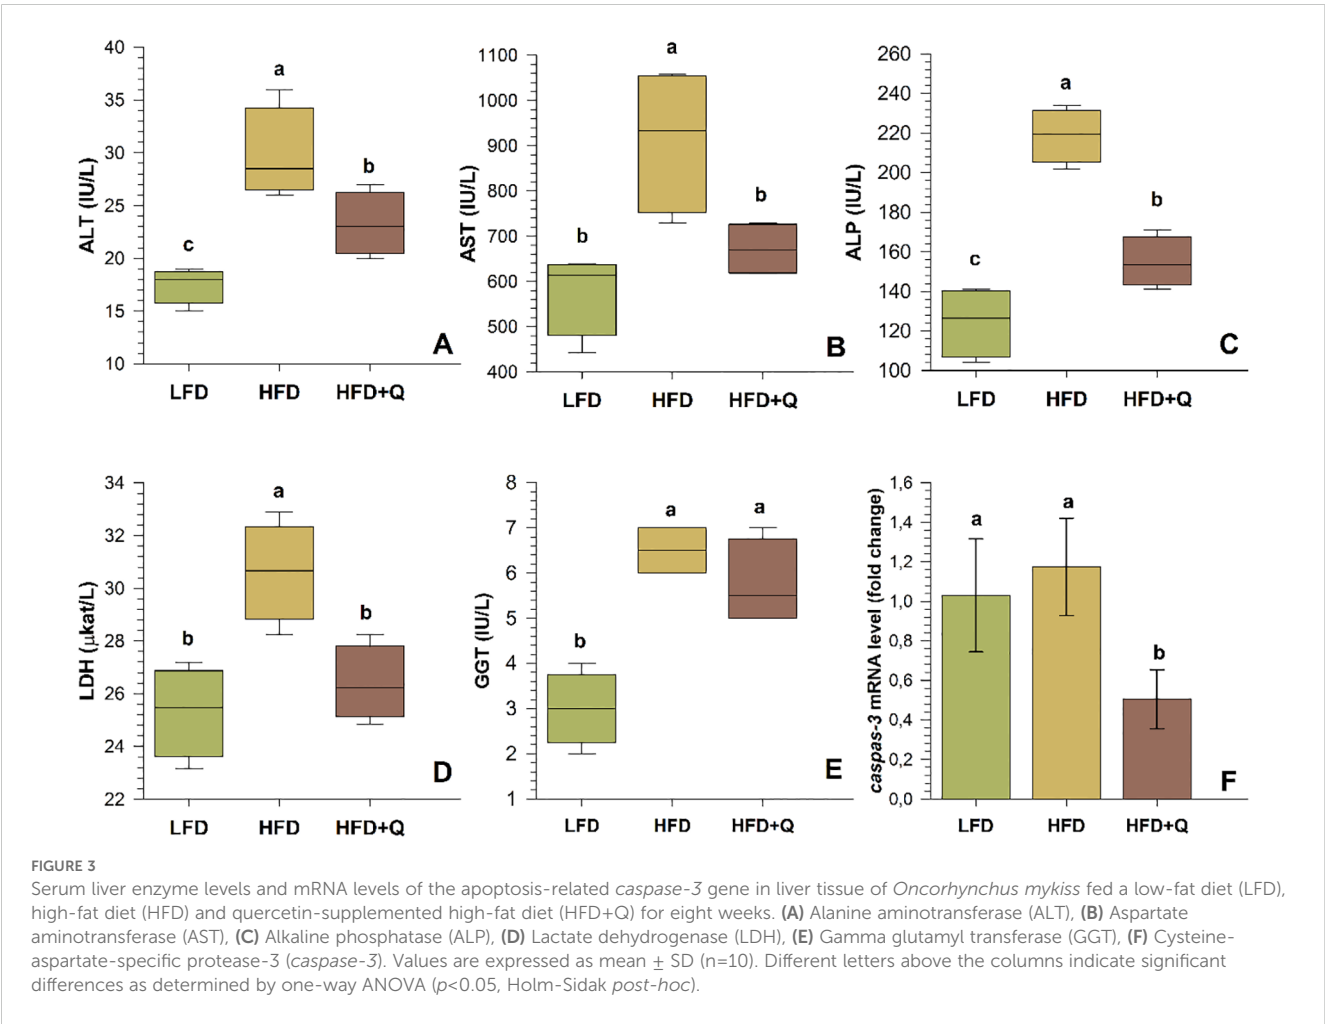 40
35
30
25
20
15
10
ALT (IU/L)
c
a
b
A
LFD
HFD
HFD+Q
1100
1000
900
800
700
600
500
400
AST (IU/L)
b
a
b
B
LFD
HFD
HFD+Q
260
240
220
200
180
160
140
120
100
ALP (IU/L)
c
a
b
C
LFD
HFD
HFD+Q
34
32
30
28
26
24
22
LDH (µkat/L)
b
a
b
D
LFD
HFD
HFD+Q
8
7
6
5
4
3
2
1
GGT (IU/L)
b
a
a
E
LFD
HFD
HFD+Q
1,6
1,4
1,2
1,0
0,8
0,6
0,4
0,2
0,0
caspas-3 mRNA level (fold change)
a
a
b
F
LFD
HFD
HFD+Q
FIGURE 3
Serum liver enzyme levels and mRNA levels of the apoptosis-related caspase-3 gene in liver tissue of Oncorhynchus mykiss fed a low-fat diet (LFD),
high-fat diet (HFD) and quercetin-supplemented high-fat diet (HFD+Q) for eight weeks. (A) Alanine aminotransferase (ALT), (B) Aspartate
aminotransferase (AST), (C) Alkaline phosphatase (ALP), (D) Lactate dehydrogenase (LDH), (E) Gamma glutamyl transferase (GGT), (F) Cysteine-
aspartate-specific protease-3 (caspase-3). Values are expressed as mean ± SD (n=10). Different letters above the columns indicate significant
differences as determined by one-way ANOVA (p<0.05, Holm-Sidak post-hoc).